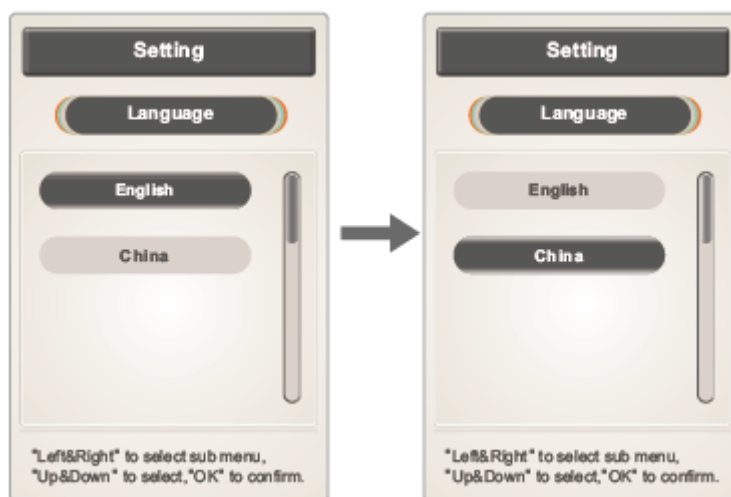 Setting
Language
English
China
"Left&Right" to select sub menu,
"Up&Down" to select,"OK" to confirm.
Setting
Language
English
China
"Left&Right" to select sub menu,
"Up&Down" to select,"OK" to confirm.